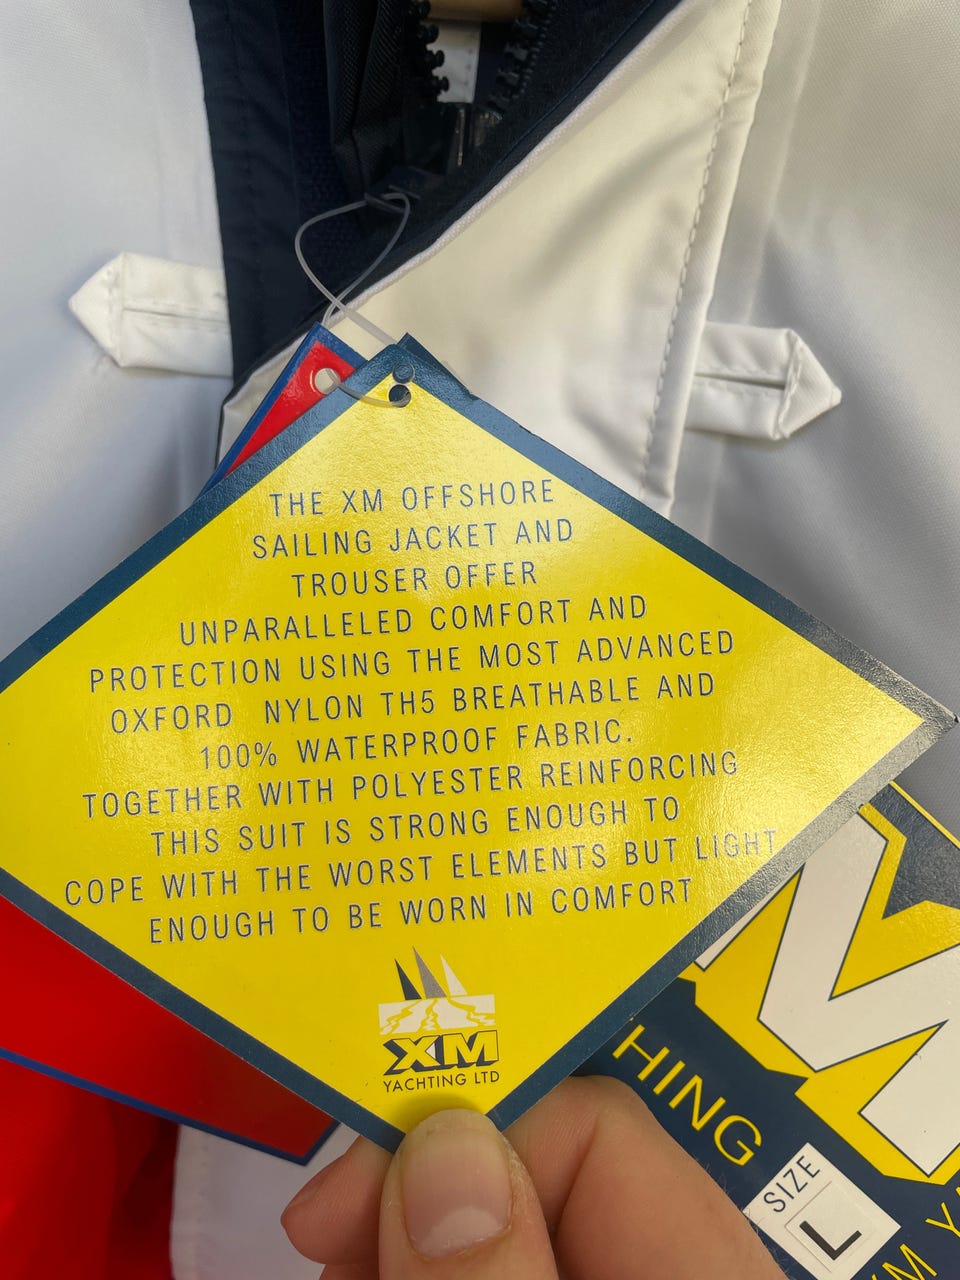 THE XM OFFSHORE
SAILING JACKET AND
TROUSER OFFER
UNPARALLELED COMFORT AND
PROTECTION USING THE MOST ADVANCED
OXFORD NYLON TH5 BREATHABLE AND
100% WATERPROOF FABRIC.
TOGETHER WITH POLYESTER REINFORCING
THIS SUIT IS STRONG ENOUGH TO
COPE WITH THE WORST ELEMENTS BUT LIGHT
ENOUGH TO BE WORN IN COMFORT
XM
YACHTING LTD
M
HING
SIZE
L
XM